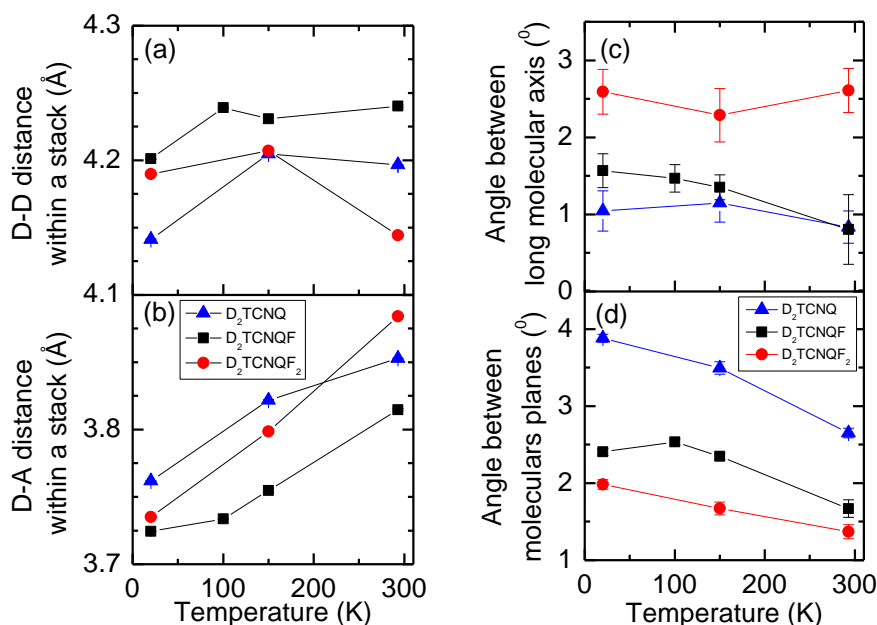 (a)
4.3
4.2
4.1
D-D distance
within a stack (Å)
(b)
D₂TCNQ
D₂TCNQF
D₂TCNQF₂
3.8
3.7
D-A distance
within a stack (Å)
0 100 200 300
Temperature (K)
(c)
3
2
1
0
Angle between
long molecular axis (⁰)
(d)
D₂TCNQ
D₂TCNQF
D₂TCNQF₂
4
3
2
1
Angle between
moleculars planes (⁰)
0 100 200 300
Temperature (K)